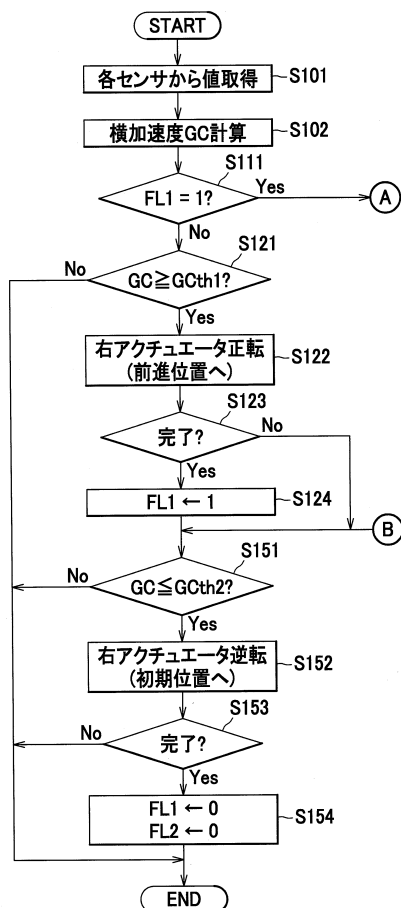 START
各センサから値取得
S101
横加速度GC計算
S102
S111
FL1 = 1?
Yes
A
No
S121
No
GC≧GCth1?
Yes
右アクチュエータ正転
(前進位置へ)
S122
S123
完了?
No
Yes
FL1 ← 1
S124
B
S151
No
GC≦GCth2?
Yes
右アクチュエータ逆転
(初期位置へ)
S152
S153
No
完了?
Yes
FL1 ← 0
FL2 ← 0
S154
END